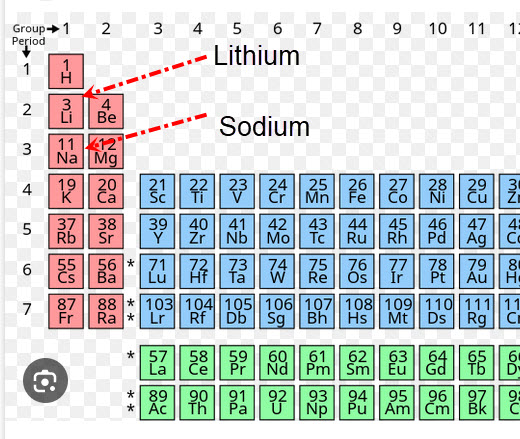 Group 1 2 3 4 5 6 7 8 9 10 11
Period
Lithium
1 1
H
2 3 4
Li Be
Sodium
3 11 12
Na Mg
4 19 20 21 22 23 24 25 26 27 28 29
K Ca Sc Ti V Cr Mn Fe Co Ni Cu
5 37 38 39 40 41 42 43 44 45 46 47
Rb Sr Y Zr Nb Mo Tc Ru Rh Pd Ag
6 55 56 * 71 72 73 74 75 76 77 78 79
Cs Ba Lu Hf Ta W Re Os Ir Pt Au
7 87 88 * 103 104 105 106 107 108 109 110 111
Fr Ra * Lr Rf Db Sg Bh Hs Mt Ds Rg
* 57 58 59 60 61 62 63 64 65
La Ce Pr Nd Pm Sm Eu Gd Tb
* 89 90 91 92 93 94 95 96 97
* Ac Th Pa U Np Pu Am Cm Bk